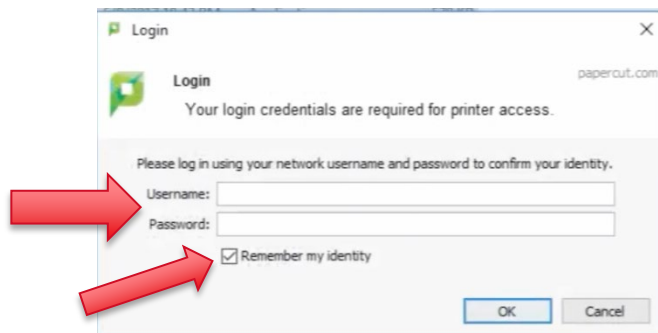 Login
Login
papercut.com
Your login credentials are required for printer access.
Please log in using your network username and password to confirm your identity.
Username:
Password:
Remember my identity
OK Cancel